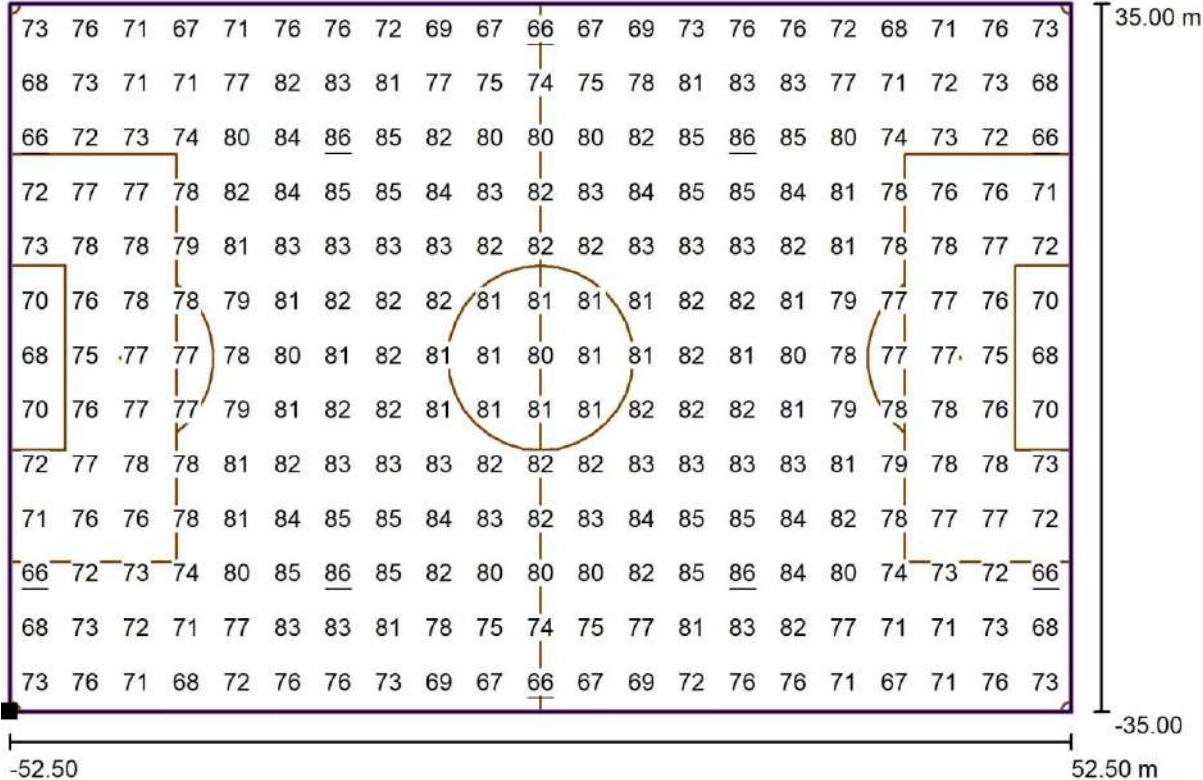 35.00 m
73 76 71 67 71 76 76 72 69 67 66 67 69 73 76 76 72 68 71 76 73
68 73 71 71 77 82 83 81 77 75 74 75 78 81 83 83 77 71 72 73 68
66 72 73 74 80 84 86 85 82 80 80 80 82 85 86 85 80 74 73 72 66
72 77 77 78 82 84 85 85 84 83 82 83 84 85 85 84 81 78 76 76 71
73 78 78 79 81 83 83 83 83 82 82 82 83 83 83 82 81 78 78 77 72
70 76 78 78 79 81 82 82 82 81 81 81 81 82 82 81 79 77 77 76 70
68 75 77 77 78 80 81 82 81 81 80 81 81 82 81 80 78 77 77 75 68
70 76 77 77 79 81 82 82 81 81 81 81 82 82 82 81 79 78 78 76 70
72 77 78 78 81 82 83 83 83 82 82 82 83 83 83 83 81 79 78 78 73
71 76 76 78 81 84 85 85 84 83 82 83 84 85 85 84 82 78 77 77 72
66 72 73 74 80 85 86 85 82 80 80 80 82 85 86 84 80 74 73 72 66
68 73 72 71 77 83 83 81 78 75 74 75 77 81 83 82 77 71 71 73 68
73 76 71 68 72 76 76 73 69 67 66 67 69 72 76 76 71 67 71 76 73
-35.00
-52.50 52.50 m